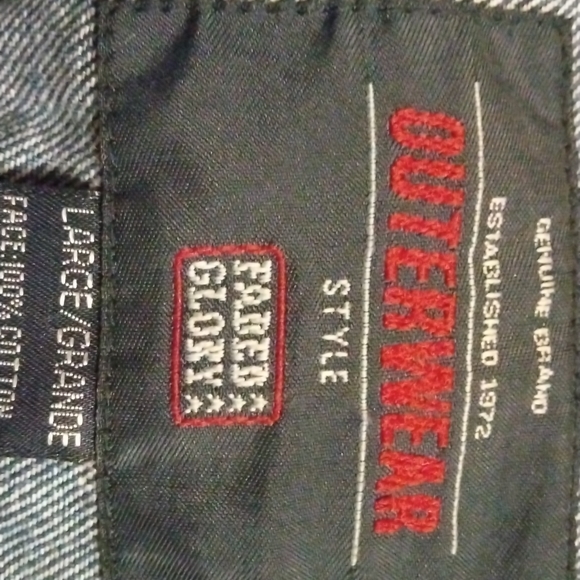 GENUINE BRAND
ESTABLISHED 1972
OUTERWEAR
STYLE
FADED
GLORY
LARGE/GRANDE
FACE:100% COTTON